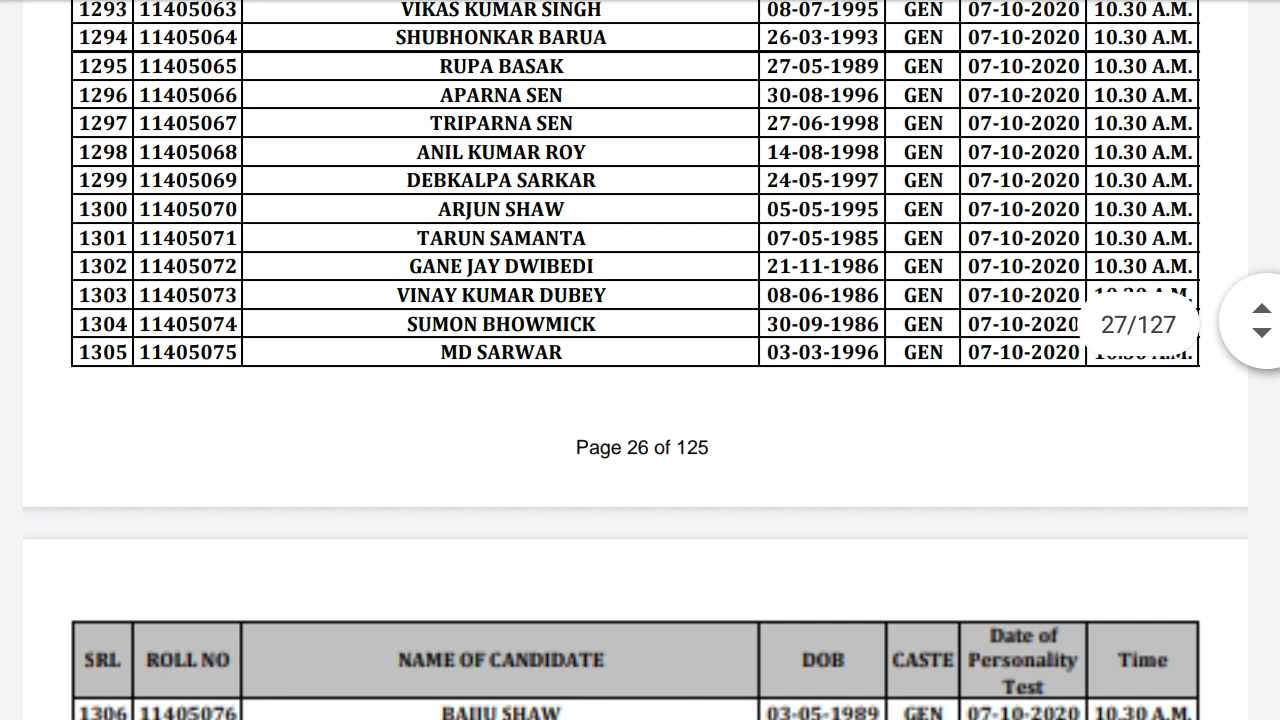 1293 11405063 VIKAS KUMAR SINGH 08-07-1995 GEN 07-10-2020 10.30 A.M.
1294 11405064 SHUBHONKAR BARUA 26-03-1993 GEN 07-10-2020 10.30 A.M.
1295 11405065 RUPA BASAK 27-05-1989 GEN 07-10-2020 10.30 A.M.
1296 11405066 APARNA SEN 30-08-1996 GEN 07-10-2020 10.30 A.M.
1297 11405067 TRIPARNA SEN 27-06-1998 GEN 07-10-2020 10.30 A.M.
1298 11405068 ANIL KUMAR ROY 14-08-1998 GEN 07-10-2020 10.30 A.M.
1299 11405069 DEBKALPA SARKAR 24-05-1997 GEN 07-10-2020 10.30 A.M.
1300 11405070 ARJUN SHAW 05-05-1995 GEN 07-10-2020 10.30 A.M.
1301 11405071 TARUN SAMANTA 07-05-1985 GEN 07-10-2020 10.30 A.M.
1302 11405072 GANE JAY DWIBEDI 21-11-1986 GEN 07-10-2020 10.30 A.M.
1303 11405073 VINAY KUMAR DUBEY 08-06-1986 GEN 07-10-2020
1304 11405074 SUMON BHOWMICK 30-09-1986 GEN 07-10-2020 27/127
1305 11405075 MD SARWAR 03-03-1996 GEN 07-10-2020
Page 26 of 125
SRL ROLL NO NAME OF CANDIDATE DOB CASTE Date of Personality Test Time
1306 11405076 BAIJU SHAW 03-05-1989 GEN 07-10-2020 10.30 A.M.